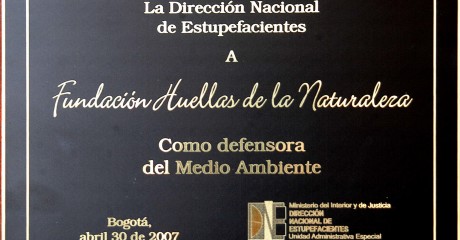 La Dirección Nacional
de Estupefacientes
A
Fundación Huellas de la Naturaleza
Como defensora
del Medio Ambiente
Bogotá,
abril 30 de 2007
DNE
Ministerio del Interior y de Justicia
DIRECCIÓN
NACIONAL DE
ESTUPEFACIENTES
Unidad Administrativa Especial